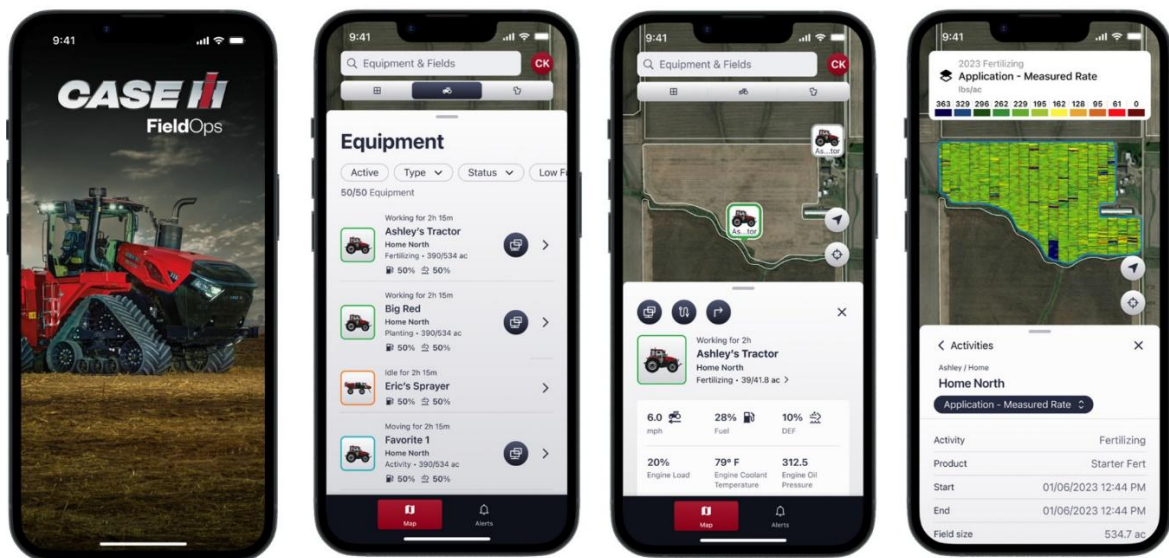 9:41
CASE IH
FieldOps
9:41
Equipment & Fields
CK
Equipment
Active
Type
Status
50/50 Equipment
Working for 2h 15m
Ashley's Tractor
Home North
Fertilizing • 390/534 ac
50% 50%
Working for 2h 15m
Big Red
Home North
Planting • 390/534 ac
50% 50%
Idle for 2h 15m
Eric's Sprayer
50% 50%
Moving for 2h 15m
Favorite 1
Home North
Activity • 390/534 ac
50% 50%
Map
Alerts
9:41
Equipment & Fields
CK
As...tor
As...tor
Working for 2h
Ashley's Tractor
Home North
Fertilizing • 39/41.8 ac >
6.0
mph
28%
Fuel
10%
DEF
20%
Engine Load
79° F
Engine Coolant
Temperature
312.5
Engine Oil
Pressure
Map
Alerts
9:41
2023 Fertilizing
Application - Measured Rate
lbs/ac
363 329 296 262 229 195 162 128 95 61 0
Activities
Ashley / Home
Home North
Application - Measured Rate
Activity Fertilizing
Product Starter Fert
Start 01/06/2023 12:44 PM
End 01/06/2023 12:44 PM
Field size 534.7 ac